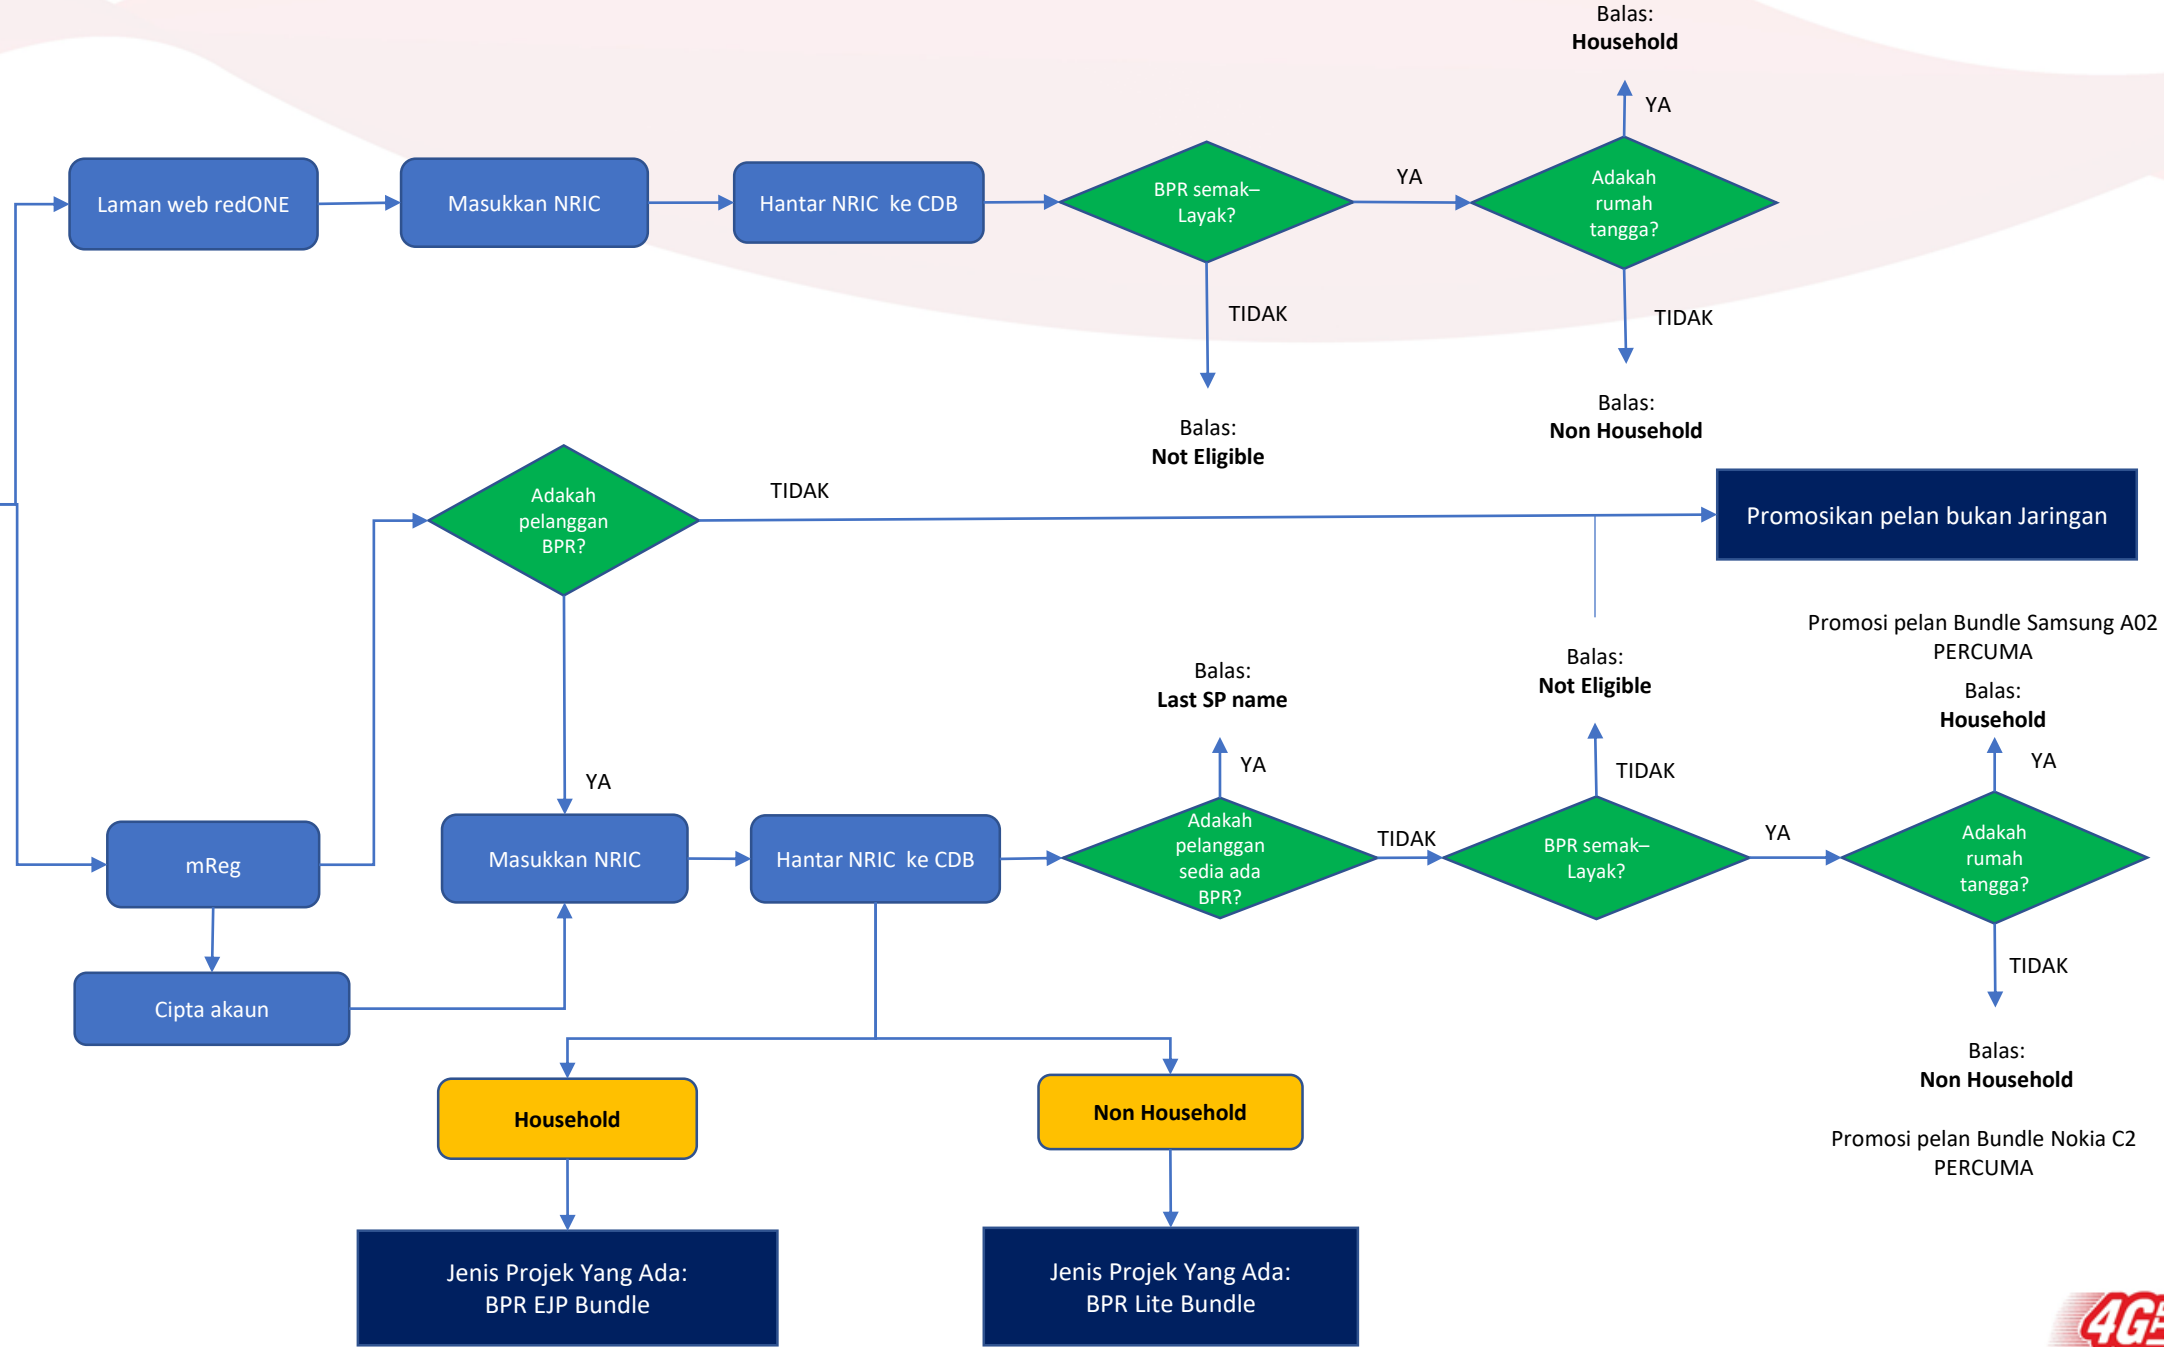 Balas:
Household
YA
Laman web redONE
Masukkan NRIC
Hantar NRIC ke CDB
BPR semak–
Layak?
YA
Adakah
rumah
tangga?
TIDAK
TIDAK
Balas:
Not Eligible
Balas:
Non Household
Adakah
pelanggan
BPR?
TIDAK
Promosikan pelan bukan Jaringan
Promosi pelan Bundle Samsung A02
PERCUMA
Balas:
Last SP name
Balas:
Not Eligible
Balas:
Household
YA
YA
TIDAK
YA
mReg
Masukkan NRIC
Hantar NRIC ke CDB
Adakah
pelanggan
sedia ada
BPR?
TIDAK
BPR semak–
Layak?
YA
Adakah
rumah
tangga?
TIDAK
Cipta akaun
Balas:
Non Household
Household
Non Household
Promosi pelan Bundle Nokia C2
PERCUMA
Jenis Projek Yang Ada:
BPR EJP Bundle
Jenis Projek Yang Ada:
BPR Lite Bundle
4G